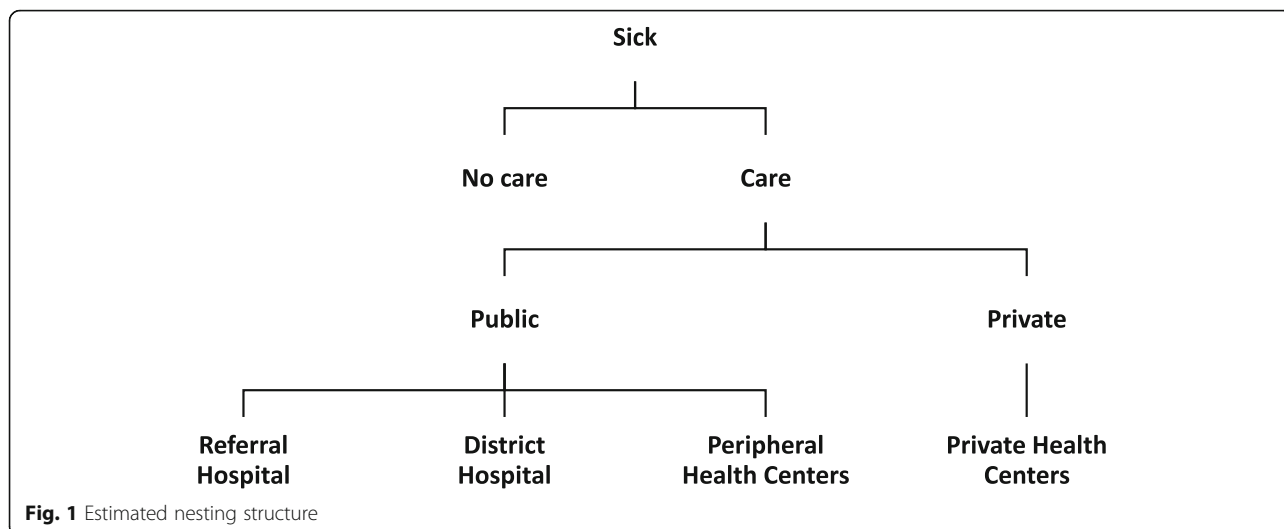 Sick
No care
Care
Public
Private
Referral
Hospital
District
Hospital
Peripheral
Health Centers
Private Health
Centers
Fig. 1 Estimated nesting structure